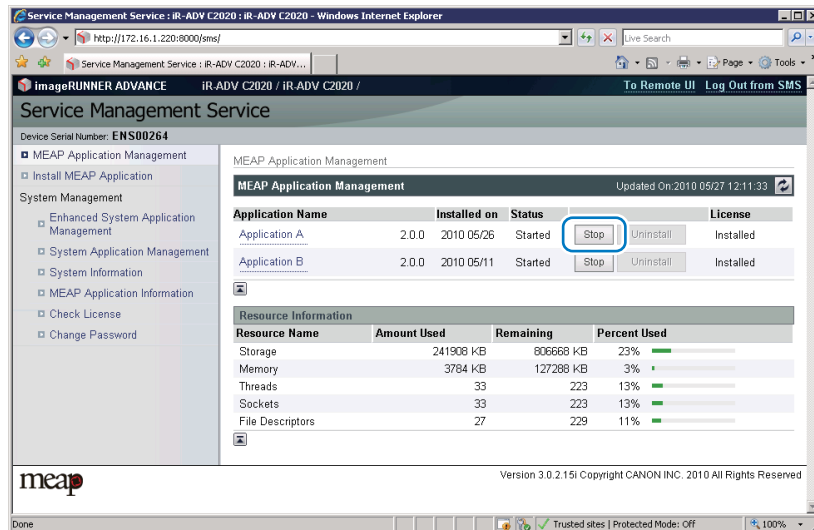 Service Management Service : iR-ADV C2020 : iR-ADV C2020 - Windows Internet Explorer
http://172.16.1.220:8000/sms/
Live Search
Service Management Service : iR-ADV C2020 : iR-ADV...
Page
Tools
imageRUNNER ADVANCE iR-ADV C2020 / iR-ADV C2020 / To Remote UI Log Out from SMS
Service Management Service
Device Serial Number: ENS00264
MEAP Application Management
Install MEAP Application
System Management
Enhanced System Application
Management
System Application Management
System Information
MEAP Application Information
Check License
Change Password
MEAP Application Management
MEAP Application Management Updated On:2010 05/27 12:11:33
Application Name Installed on Status License
Application A 2.0.0 2010 05/26 Started Stop Uninstall Installed
Application B 2.0.0 2010 05/11 Started Stop Uninstall Installed
Resource Information
Resource Name Amount Used Remaining Percent Used
Storage 241908 KB 806668 KB 23%
Memory 3784 KB 127288 KB 3%
Threads 33 223 13%
Sockets 33 223 13%
File Descriptors 27 229 11%
meap
Version 3.0.2.15i Copyright CANON INC. 2010 All Rights Reserved
Done Trusted sites | Protected Mode: Off 100%